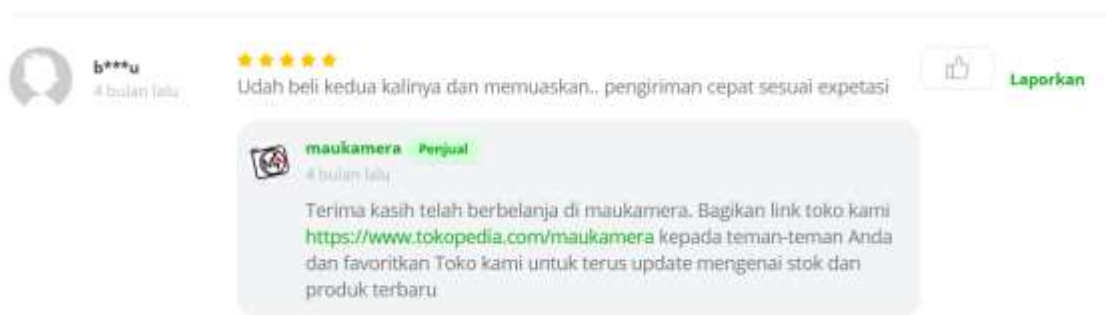 b***u
4 bulan lalu
Udah beli kedua kalinya dan memuaskan.. pengiriman cepat sesuai expetasi
Laporkan
maukamera Penjual
4 bulan lalu
Terima kasih telah berbelanja di maukamera. Bagikan link toko kami
https://www.tokopedia.com/maukamera kepada teman-teman Anda
dan favoritkan Toko kami untuk terus update mengenai stok dan
produk terbaru